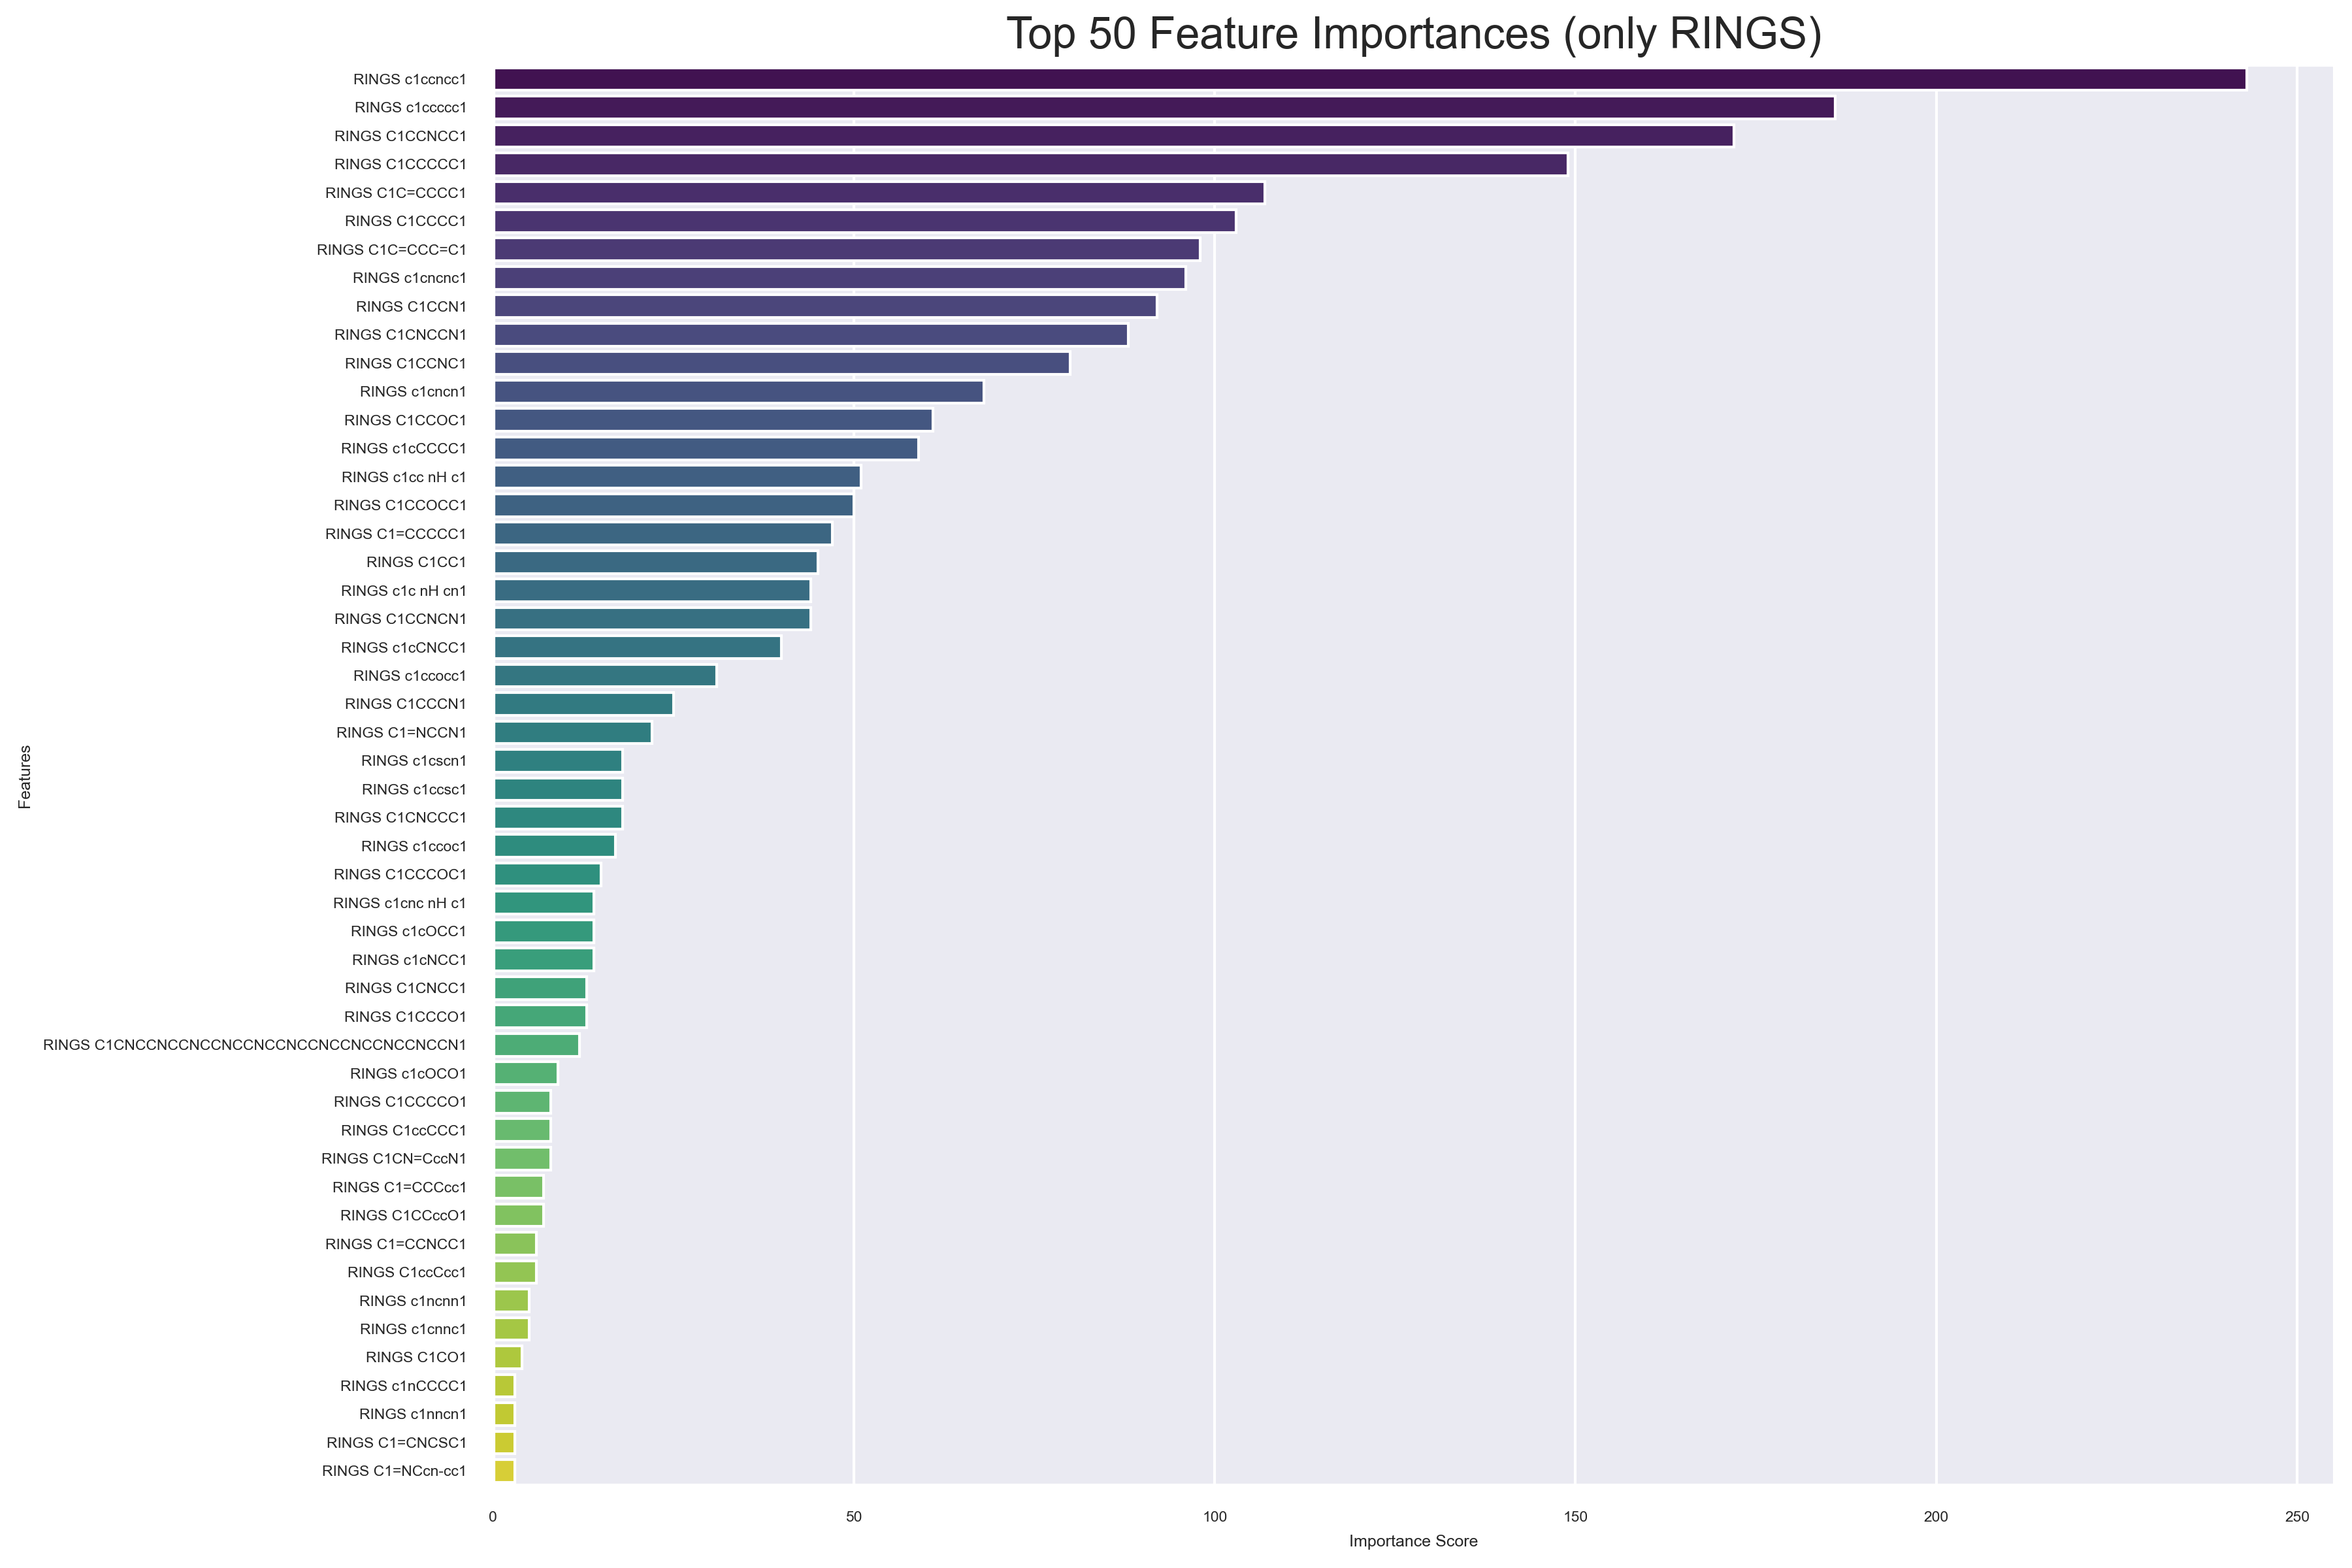 Top 50 Feature Importances (only RINGS)
RINGS c1ccncc1
RINGS c1ccccc1
RINGS C1CCNCC1
RINGS C1CCCCC1
RINGS C1C=CCCC1
RINGS C1CCCC1
RINGS C1C=CCC=C1
RINGS c1cncnc1
RINGS C1CCN1
RINGS C1CNCCN1
RINGS C1CCNC1
RINGS c1cncn1
RINGS C1CCOC1
RINGS c1cCCCC1
RINGS c1cc nH c1
RINGS C1CCOCC1
RINGS C1=CCCCC1
RINGS C1CC1
RINGS c1c nH cn1
RINGS C1CCNCN1
RINGS c1cCNCC1
RINGS c1ccocc1
RINGS C1CCCN1
RINGS C1=NCCN1
RINGS c1cscn1
RINGS c1ccsc1
RINGS C1CNCCC1
RINGS c1ccoc1
RINGS C1CCCOC1
RINGS c1cnc nH c1
RINGS c1cOCC1
RINGS c1cNCC1
RINGS C1CNCC1
RINGS C1CCCO1
RINGS C1CNCCNCCNCCNCCNCCNCCNCCNCCNCCNCCN1
RINGS c1cOCO1
RINGS C1CCCCO1
RINGS C1ccCCC1
RINGS C1CN=CccN1
RINGS C1=CCCcc1
RINGS C1CCccO1
RINGS C1=CCNCC1
RINGS C1ccCcc1
RINGS c1ncnn1
RINGS c1cnnc1
RINGS C1CO1
RINGS c1nCCCC1
RINGS c1nncn1
RINGS C1=CNCSC1
RINGS C1=NCcn-cc1
Features
0 50 100 150 200 250
Importance Score